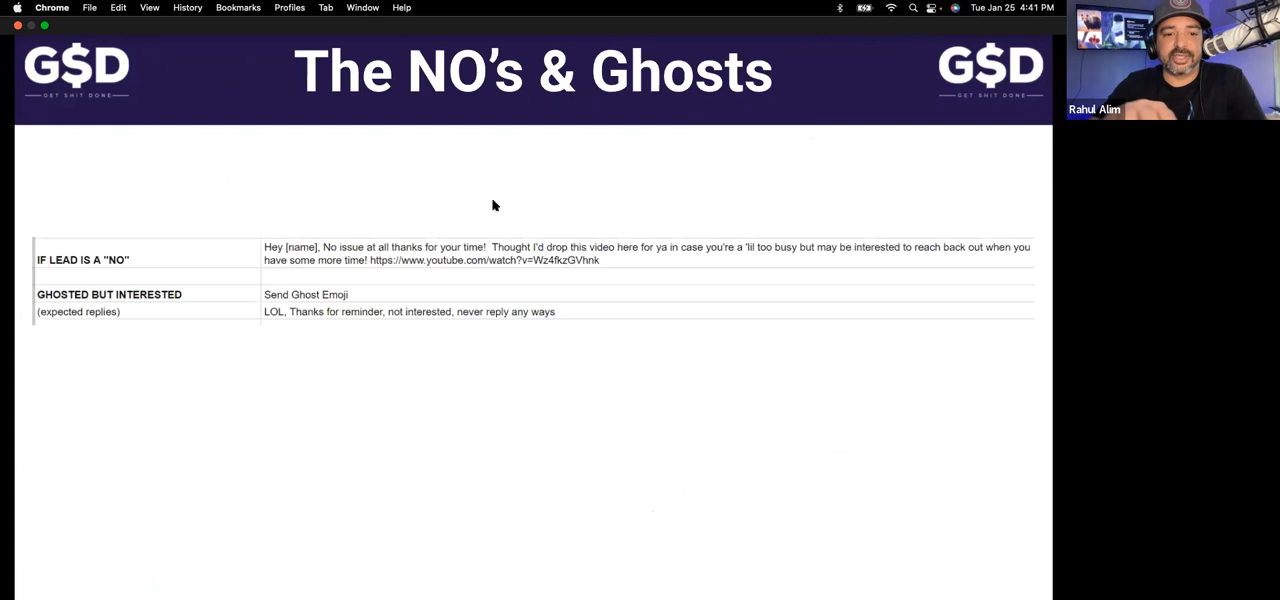 Chrome File Edit View History Bookmarks Profiles Tab Window Help Tue Jan 25 4:41 PM
G$D The NO's & Ghosts G$D
GET SHIT DONE GET SHIT DONE
Rahul Alim
IF LEAD IS A "NO" Hey [name], No issue at all thanks for your time! Thought I'd drop this video here for ya in case you're a 'lil too busy but may be interested to reach back out when you
have some more time! https://www.youtube.com/watch?v=Wz4fkzGVhnk
GHOSTED BUT INTERESTED Send Ghost Emoji
(expected replies) LOL, Thanks for reminder, not interested, never reply any ways